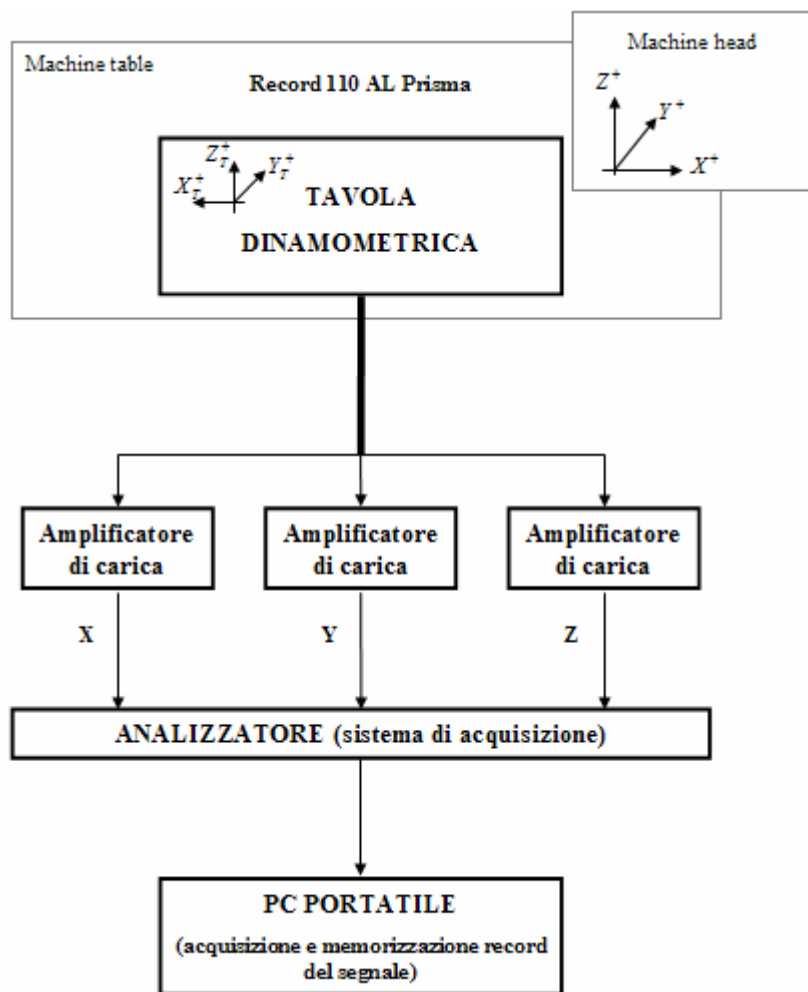 Machine table
Machine head
Record 110 AL Prisma
Z⁺
Y⁺
X⁺
Z_T⁺
Y_T⁺
X_T⁺
TAVOLA
DINAMOMETRICA
Amplificatore
di carica
Amplificatore
di carica
Amplificatore
di carica
X
Y
Z
ANALIZZATORE (sistema di acquisizione)
PC PORTATILE
(acquisizione e memorizzazione record
del segnale)